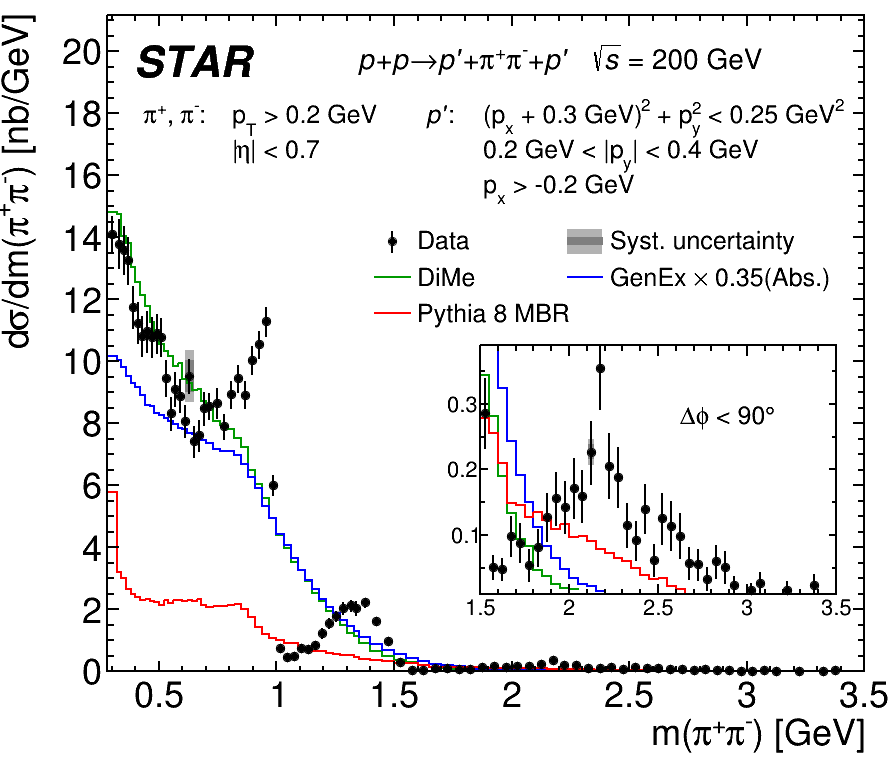 STAR
p+p→p′+π⁺π⁻+p′ √s = 200 GeV
π⁺, π⁻: p_T > 0.2 GeV
|η| < 0.7
p′: (p_x + 0.3 GeV)² + p_y² < 0.25 GeV²
0.2 GeV < |p_y| < 0.4 GeV
p_x > -0.2 GeV
Data
Syst. uncertainty
DiMe
GenEx × 0.35(Abs.)
Pythia 8 MBR
Δϕ < 90°
0.3
0.2
0.1
1.5 2 2.5 3 3.5
dσ/dm(π⁺π⁻) [nb/GeV]
20
18
16
14
12
10
8
6
4
2
0
0.5 1 1.5 2 2.5 3 3.5
m(π⁺π⁻) [GeV]